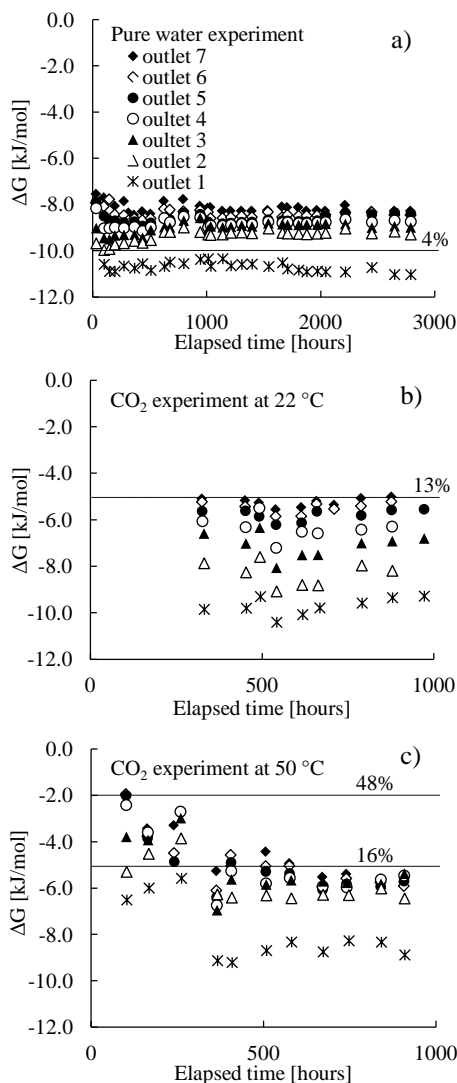 0.0
Pure water experiment
a)
outlet 7
outlet 6
outlet 5
outlet 4
oultet 3
outlet 2
outlet 1
-2.0
-4.0
-6.0
-8.0
-10.0
-12.0
ΔG [kJ/mol]
4%
0
1000
2000
3000
Elapsed time [hours]
0.0
CO₂ experiment at 22 °C
b)
-2.0
-4.0
-6.0
-8.0
-10.0
-12.0
ΔG [kJ/mol]
13%
0
500
1000
Elapsed time [hours]
0.0
CO₂ experiment at 50 °C
c)
-2.0
-4.0
-6.0
-8.0
-10.0
-12.0
ΔG [kJ/mol]
48%
16%
0
500
1000
Elapsed time [hours]